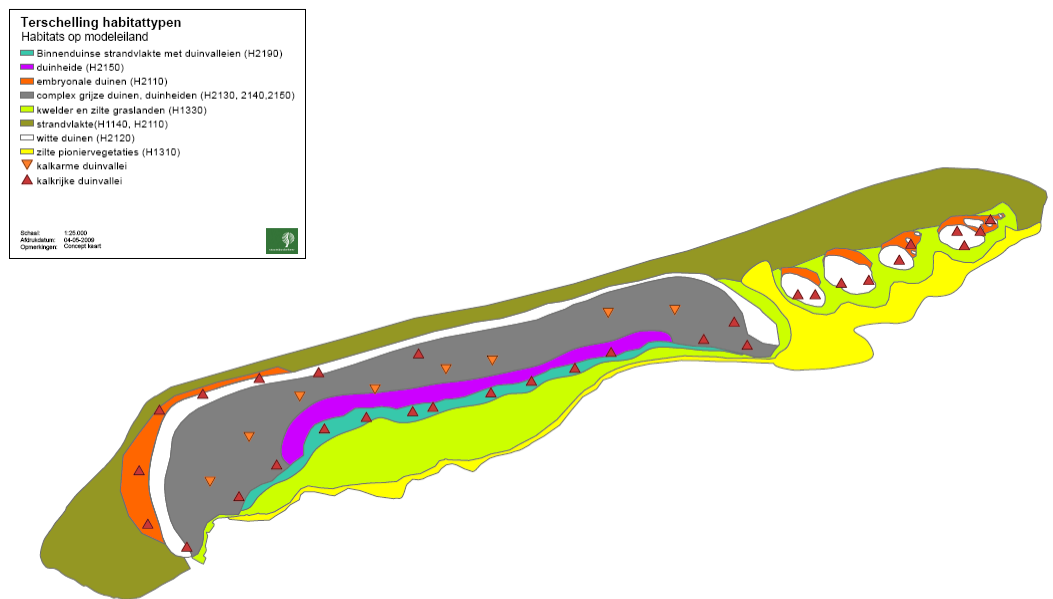 Terschelling habitattypen
Habitats op modeleiland
Binnenduinse strandvlakte met duinvalleien (H2190)
duinheide (H2150)
embryonale duinen (H2110)
complex grijze duinen, duinheiden (H2130, 2140,2150)
kwelder en zilte graslanden (H1330)
strandvlakte(H1140, H2110)
witte duinen (H2120)
zilte pioniervegetaties (H1310)
kalkarme duinvallei
kalkrijke duinvallei
Schaal: 1:25.000
Afdrukdatum: 04-05-2009
Opmerkingen: Concept kaart